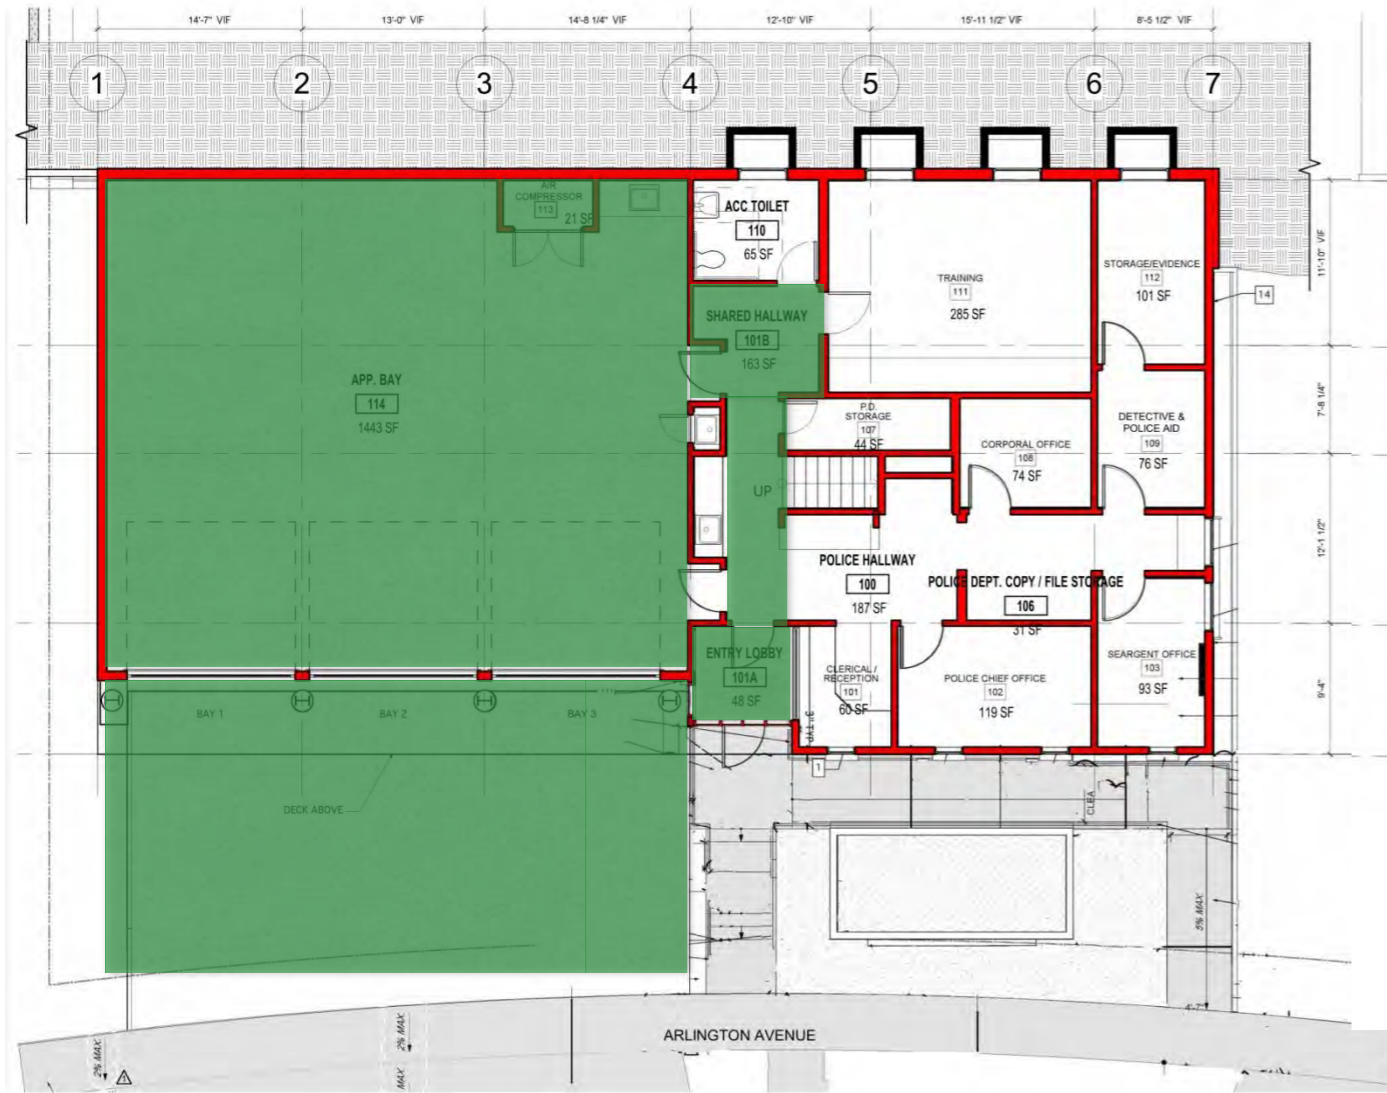 14'-7" VIF
13'-0" VIF
14'-8 1/4" VIF
12'-10" VIF
15'-11 1/2" VIF
8'-5 1/2" VIF
1
2
3
4
5
6
7
AIR
COMPRESSOR
113
21 SF
ACC TOILET
110
65 SF
TRAINING
111
285 SF
STORAGE/EVIDENCE
112
101 SF
14
11'-10" VIF
SHARED HALLWAY
101B
163 SF
APP. BAY
114
1443 SF
P.D.
STORAGE
107
44 SF
CORPORAL OFFICE
108
74 SF
DETECTIVE &
POLICE AID
109
76 SF
7'-8 1/4"
UP
12'-1 1/2"
POLICE HALLWAY
100
187 SF
POLICE DEPT. COPY / FILE STORAGE
106
31 SF
ENTRY LOBBY
101A
48 SF
CLERICAL /
RECEPTION
101
60 SF
POLICE CHIEF OFFICE
102
119 SF
SEARGENT OFFICE
103
93 SF
9'-4"
BAY 1
BAY 2
BAY 3
3" TYP
1
DECK ABOVE
CLEA
5% MAX
4'-7"
ARLINGTON AVENUE
2% MAX
2% MAX
MAX
1